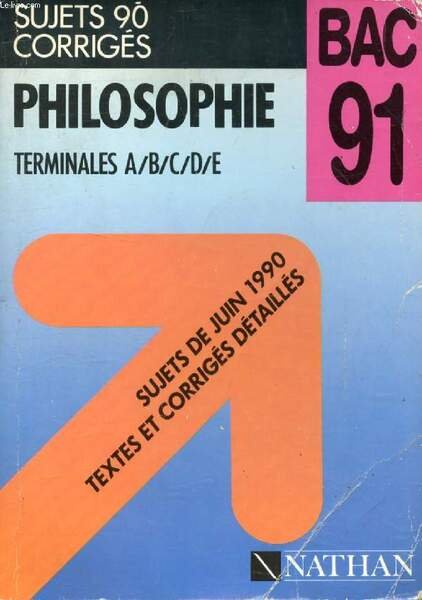 SUJETS 90
CORRIGÉS
BAC
91
PHILOSOPHIE
TERMINALES A/B/C/D/E
SUJETS DE JUIN 1990
TEXTES ET CORRIGÉS DÉTAILLÉS
NATHAN